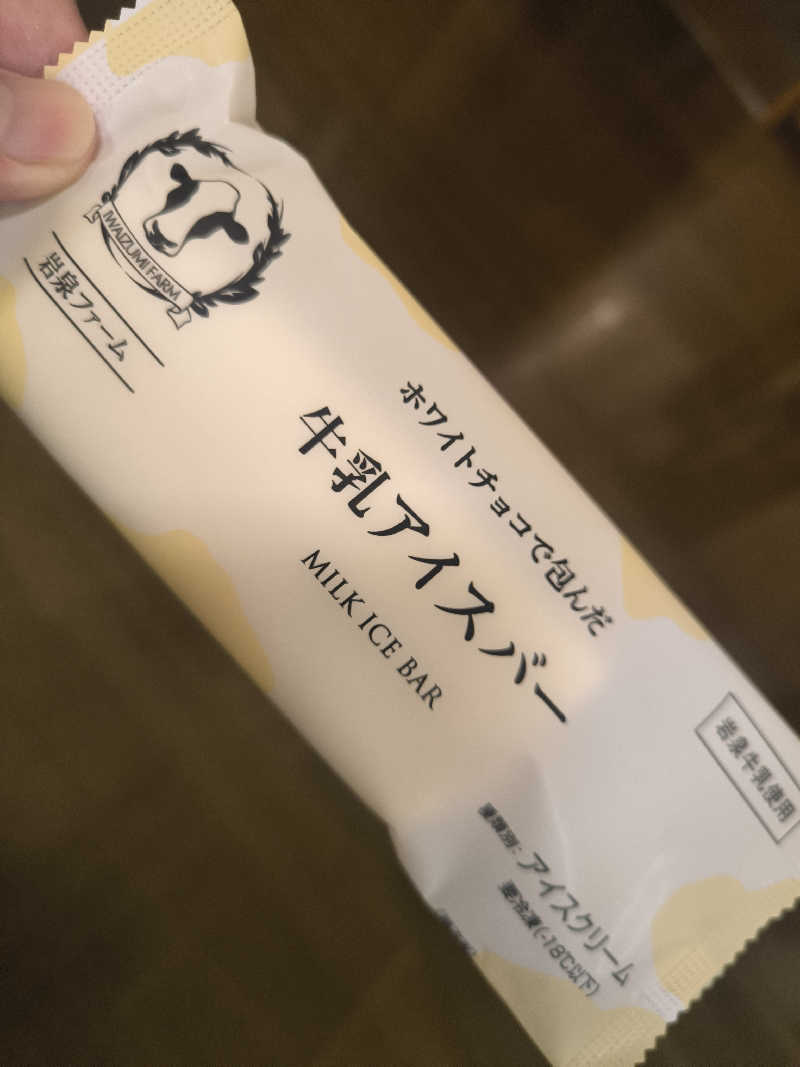 IWAIZUMI FARM
岩泉ファーム
ホワイトチョコで包んだ
牛乳アイスバー
MILK ICE BAR
岩泉牛乳使用
種類別:アイスクリーム
要冷凍(-18℃以下)